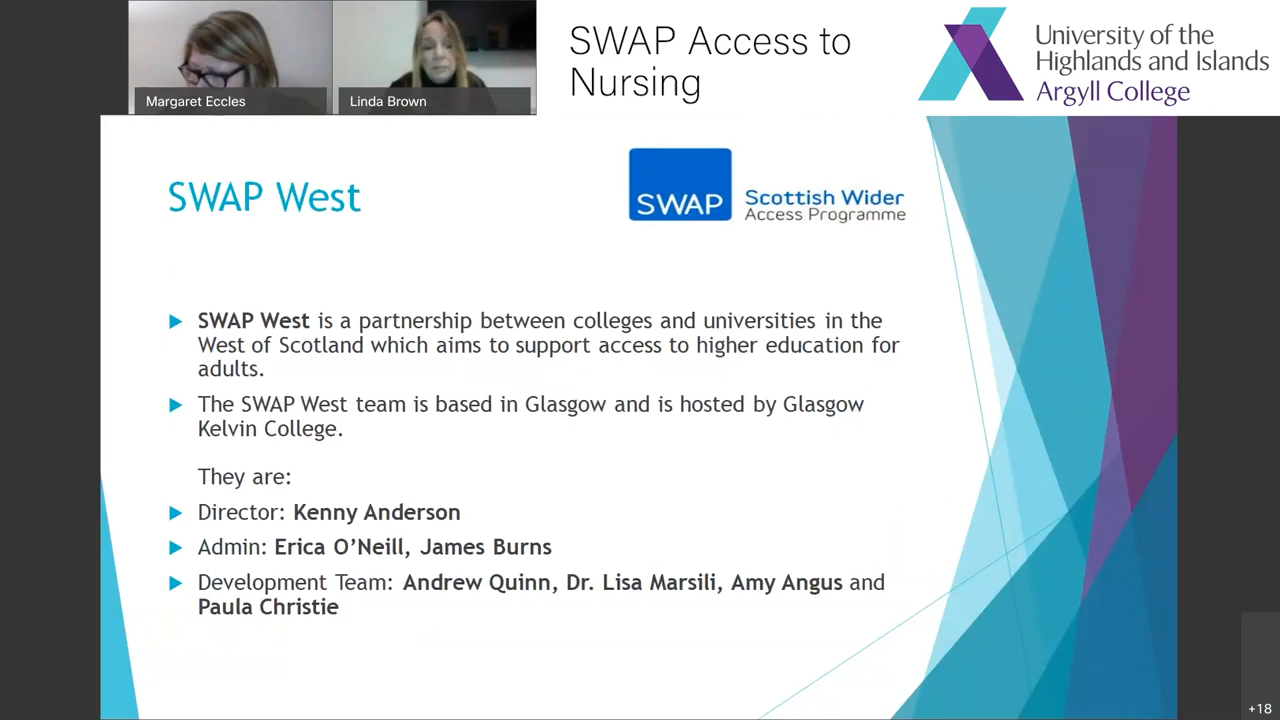 Margaret Eccles
Linda Brown
SWAP Access to
Nursing
University of the
Highlands and Islands
Argyll College
SWAP West
SWAP
Scottish Wider
Access Programme
SWAP West is a partnership between colleges and universities in the
West of Scotland which aims to support access to higher education for
adults.
The SWAP West team is based in Glasgow and is hosted by Glasgow
Kelvin College.
They are:
Director: Kenny Anderson
Admin: Erica O’Neill, James Burns
Development Team: Andrew Quinn, Dr. Lisa Marsili, Amy Angus and
Paula Christie
+18